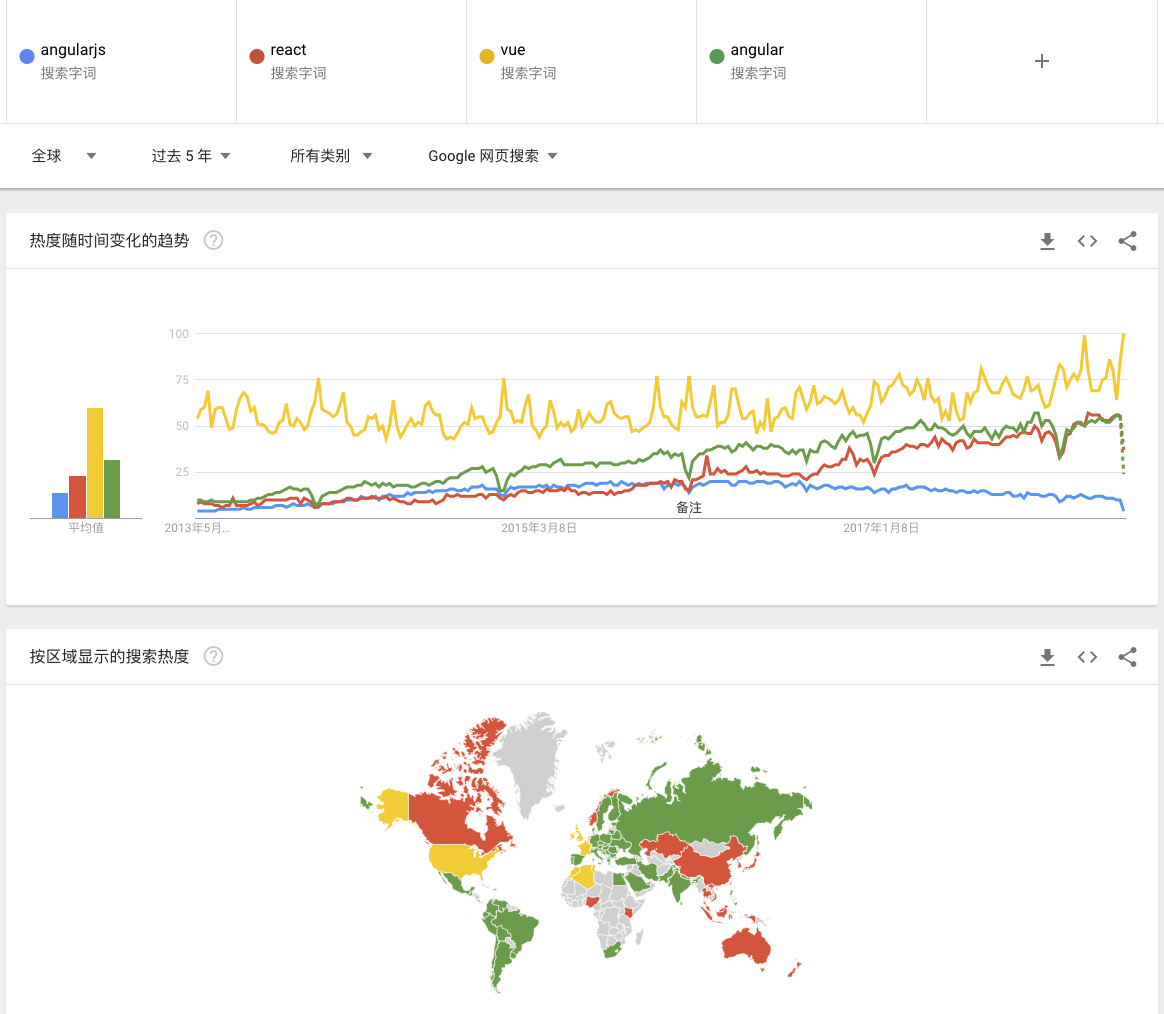 angularjs
搜索字词
react
搜索字词
vue
搜索字词
angular
搜索字词
+
全球
过去 5 年
所有类别
Google 网页搜索
热度随时间变化的趋势
?
100
75
50
25
备注
平均值
2013年5月...
2015年3月8日
2017年1月8日
按区域显示的搜索热度
?